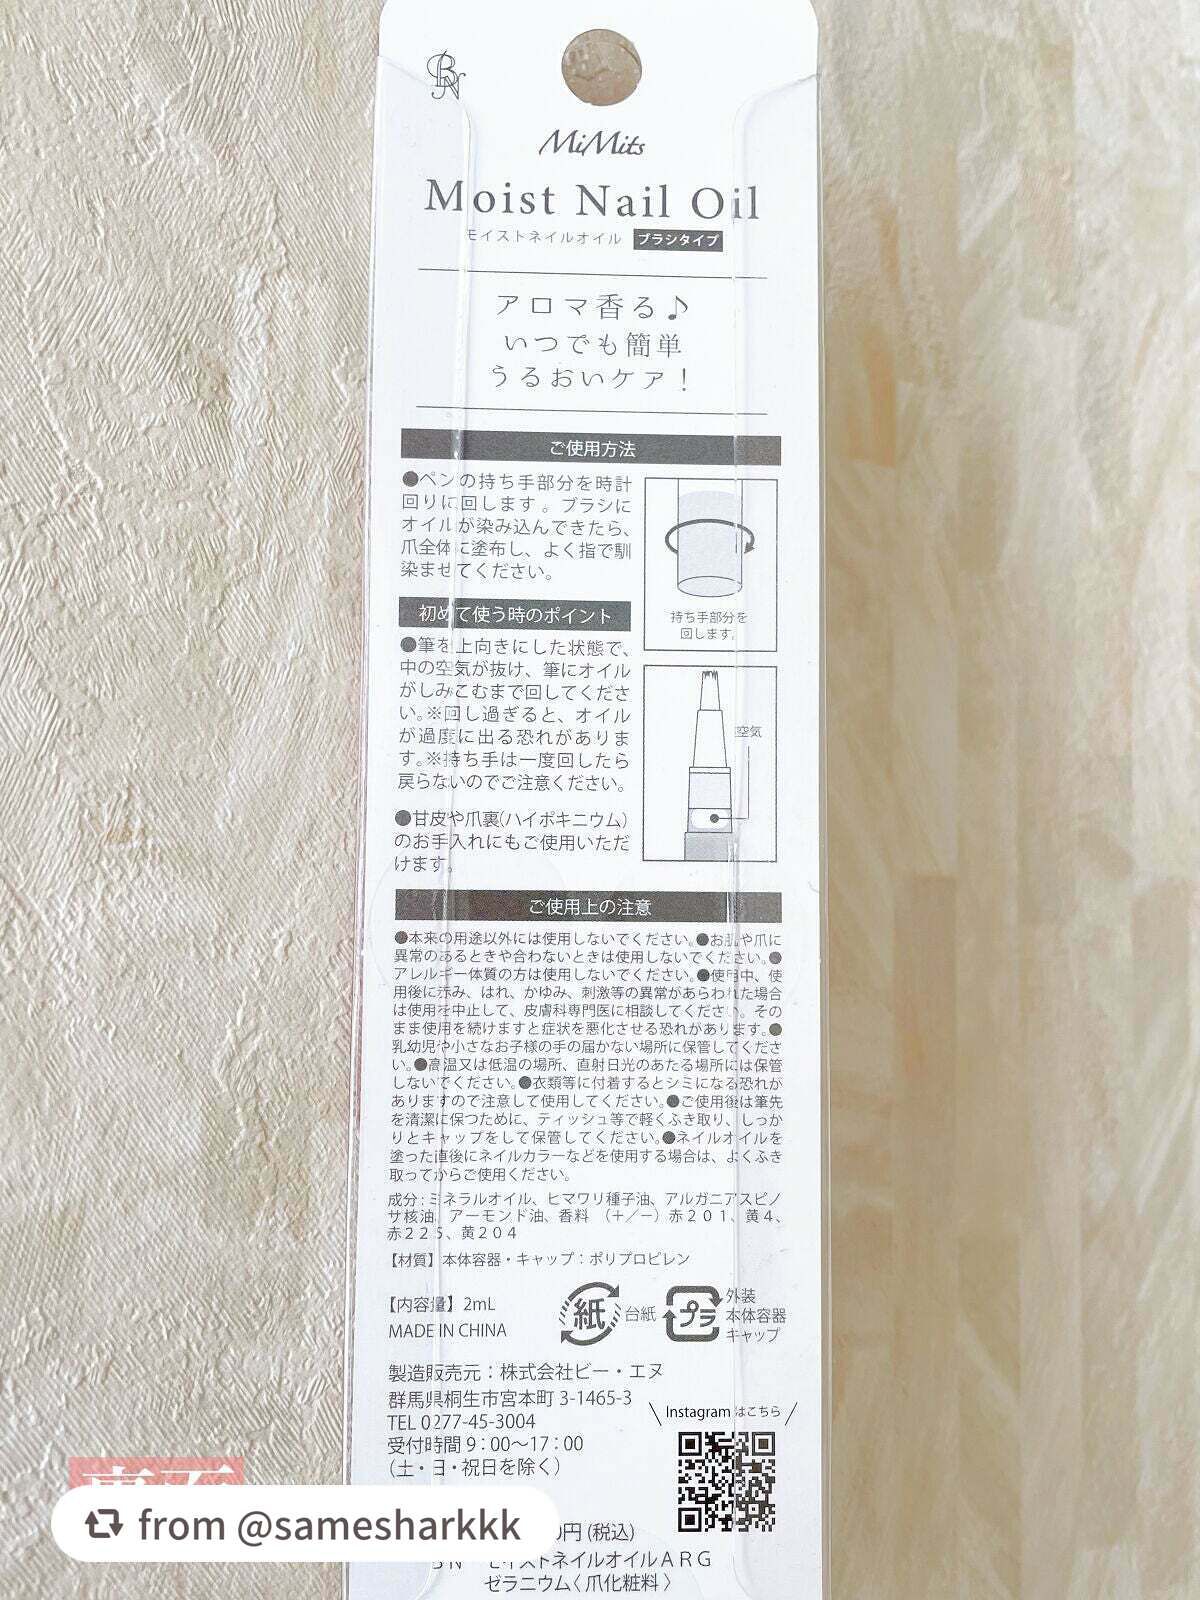 BN
MiMits
Moist Nail Oil
モイストネイルオイル ブラシタイプ
アロマ香る♪
いつでも簡単
うるおいケア！
ご使用方法
●ペンの持ち手部分を時計
回りに回します。ブラシに
オイルが染み込んできたら、
爪全体に塗布し、よく指で馴
染ませてください。
持ち手部分を
回します。
初めて使う時のポイント
●筆を上向きにした状態で、
中の空気が抜け、筆にオイル
がしみこむまで回してくださ
い。※回し過ぎると、オイル
が過度に出る恐れがありま
す。※持ち手は一度回したら
戻らないのでご注意ください。
空気
●甘皮や爪裏(ハイポキニウム)
のお手入れにもご使用いただ
けます。
ご使用上の注意
●本来の用途以外には使用しないでください。●お肌や爪に
異常のあるときや合わないときは使用しないでください。●
アレルギー体質の方は使用しないでください。●使用中、使
用後に赤み、はれ、かゆみ、刺激等の異常があらわれた場合
は使用を中止して、皮膚科専門医に相談してください。その
まま使用を続けますと症状を悪化させる恐れがあります。●
乳幼児や小さなお子様の手の届かない場所に保管してくださ
い。●高温又は低温の場所、直射日光のあたる場所には保管
しないでください。●衣類等に付着するとシミになる恐れが
ありますので注意して使用してください。●ご使用後は筆先
を清潔に保つために、ティッシュ等で軽くふき取り、しっか
りとキャップをして保管してください。●ネイルオイルを
塗った直後にネイルカラーなどを使用する場合は、よくふき
取ってからご使用ください。
成分:ミネラルオイル、ヒマワリ種子油、アルガニアスピノ
サ核油、アーモンド油、香料 (+/−) 赤201、黄4、
赤225、黄204
【材質】本体容器・キャップ：ポリプロピレン
【内容量】2mL
MADE IN CHINA
紙 台紙 プラ 外装
本体容器
キャップ
製造販売元：株式会社ビー・エヌ
群馬県桐生市宮本町 3-1465-3
TEL 0277-45-3004
受付時間 9：00〜17：00
(土・日・祝日を除く)
\ Instagram はこちら /
0円(税込)
BN モイストネイルオイルARG
ゼラニウム〈爪化粧料〉
from @samesharkkk